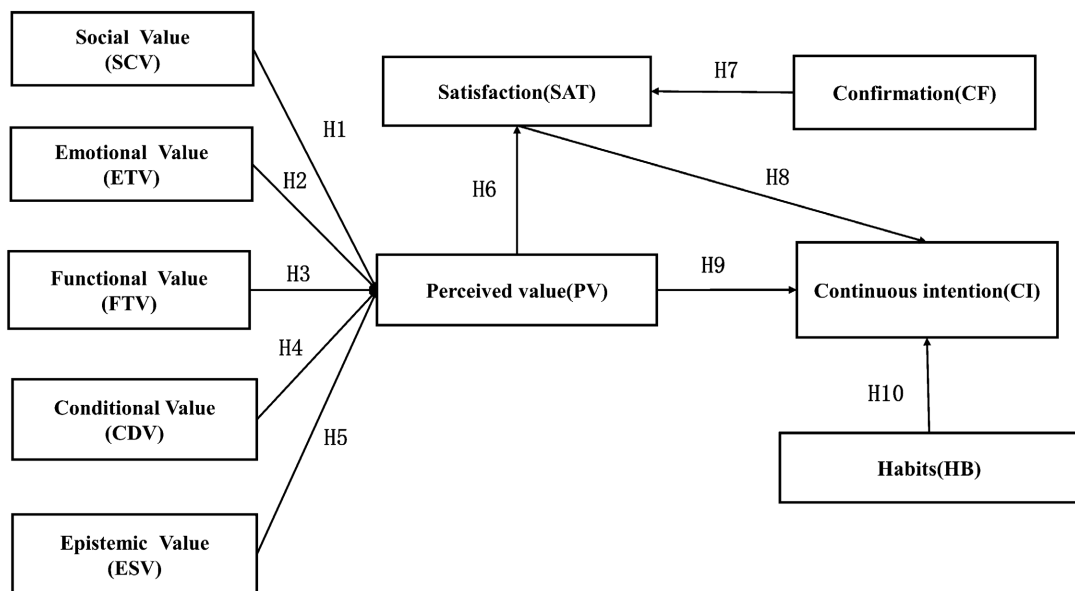 Social Value
(SCV)
Emotional Value
(ETV)
Functional Value
(FTV)
Conditional Value
(CDV)
Epistemic Value
(ESV)
H1
H2
H3
H4
H5
Satisfaction(SAT)
H7
Confirmation(CF)
H6
H8
Perceived value(PV)
H9
Continuous intention(CI)
H10
Habits(HB)